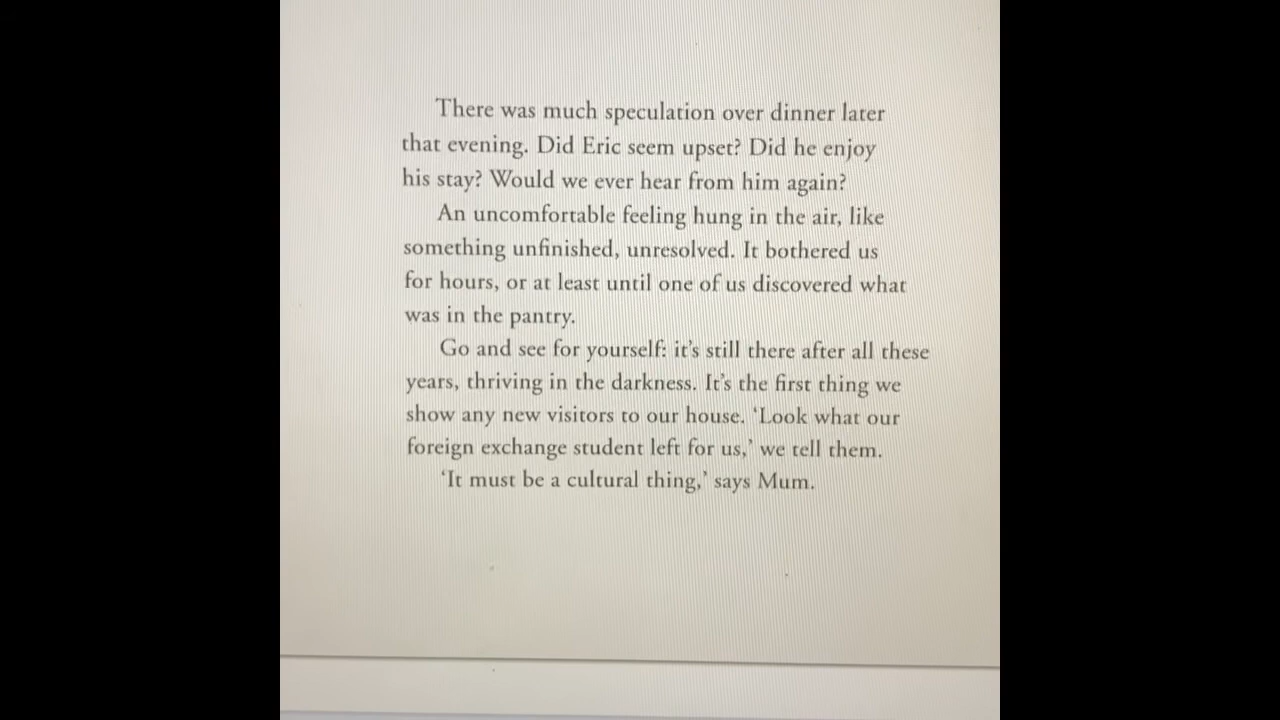 There was much speculation over dinner later
that evening. Did Eric seem upset? Did he enjoy
his stay? Would we ever hear from him again?
An uncomfortable feeling hung in the air, like
something unfinished, unresolved. It bothered us
for hours, or at least until one of us discovered what
was in the pantry.
Go and see for yourself: it’s still there after all these
years, thriving in the darkness. It’s the first thing we
show any new visitors to our house. ‘Look what our
foreign exchange student left for us,’ we tell them.
‘It must be a cultural thing,’ says Mum.